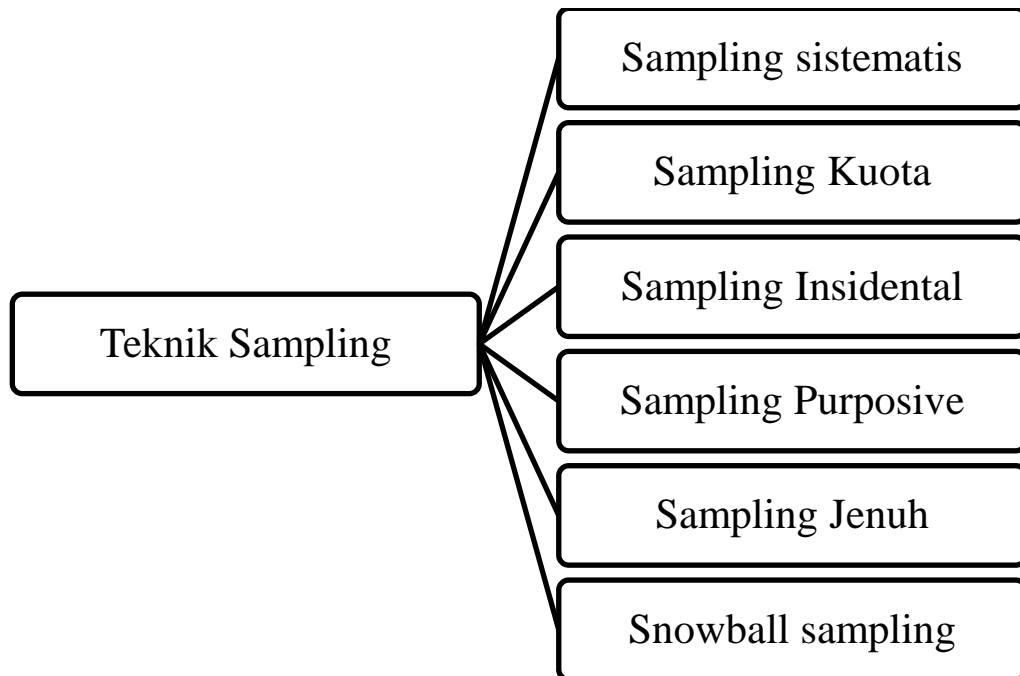 Sampling sistematis
Sampling Kuota
Sampling Insidental
Teknik Sampling
Sampling Purposive
Sampling Jenuh
Snowball sampling